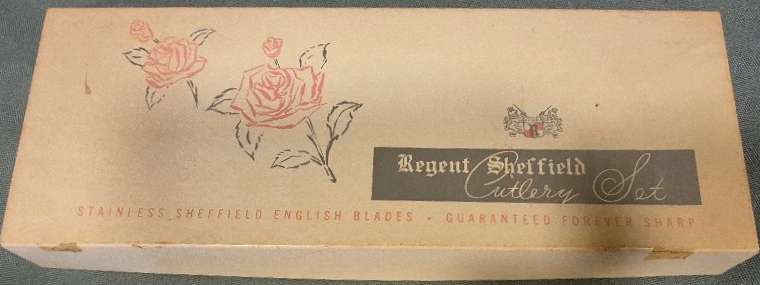 R
Regent Sheffield
Cutlery Set
STAINLESS SHEFFIELD ENGLISH BLADES • GUARANTEED FOREVER SHARP